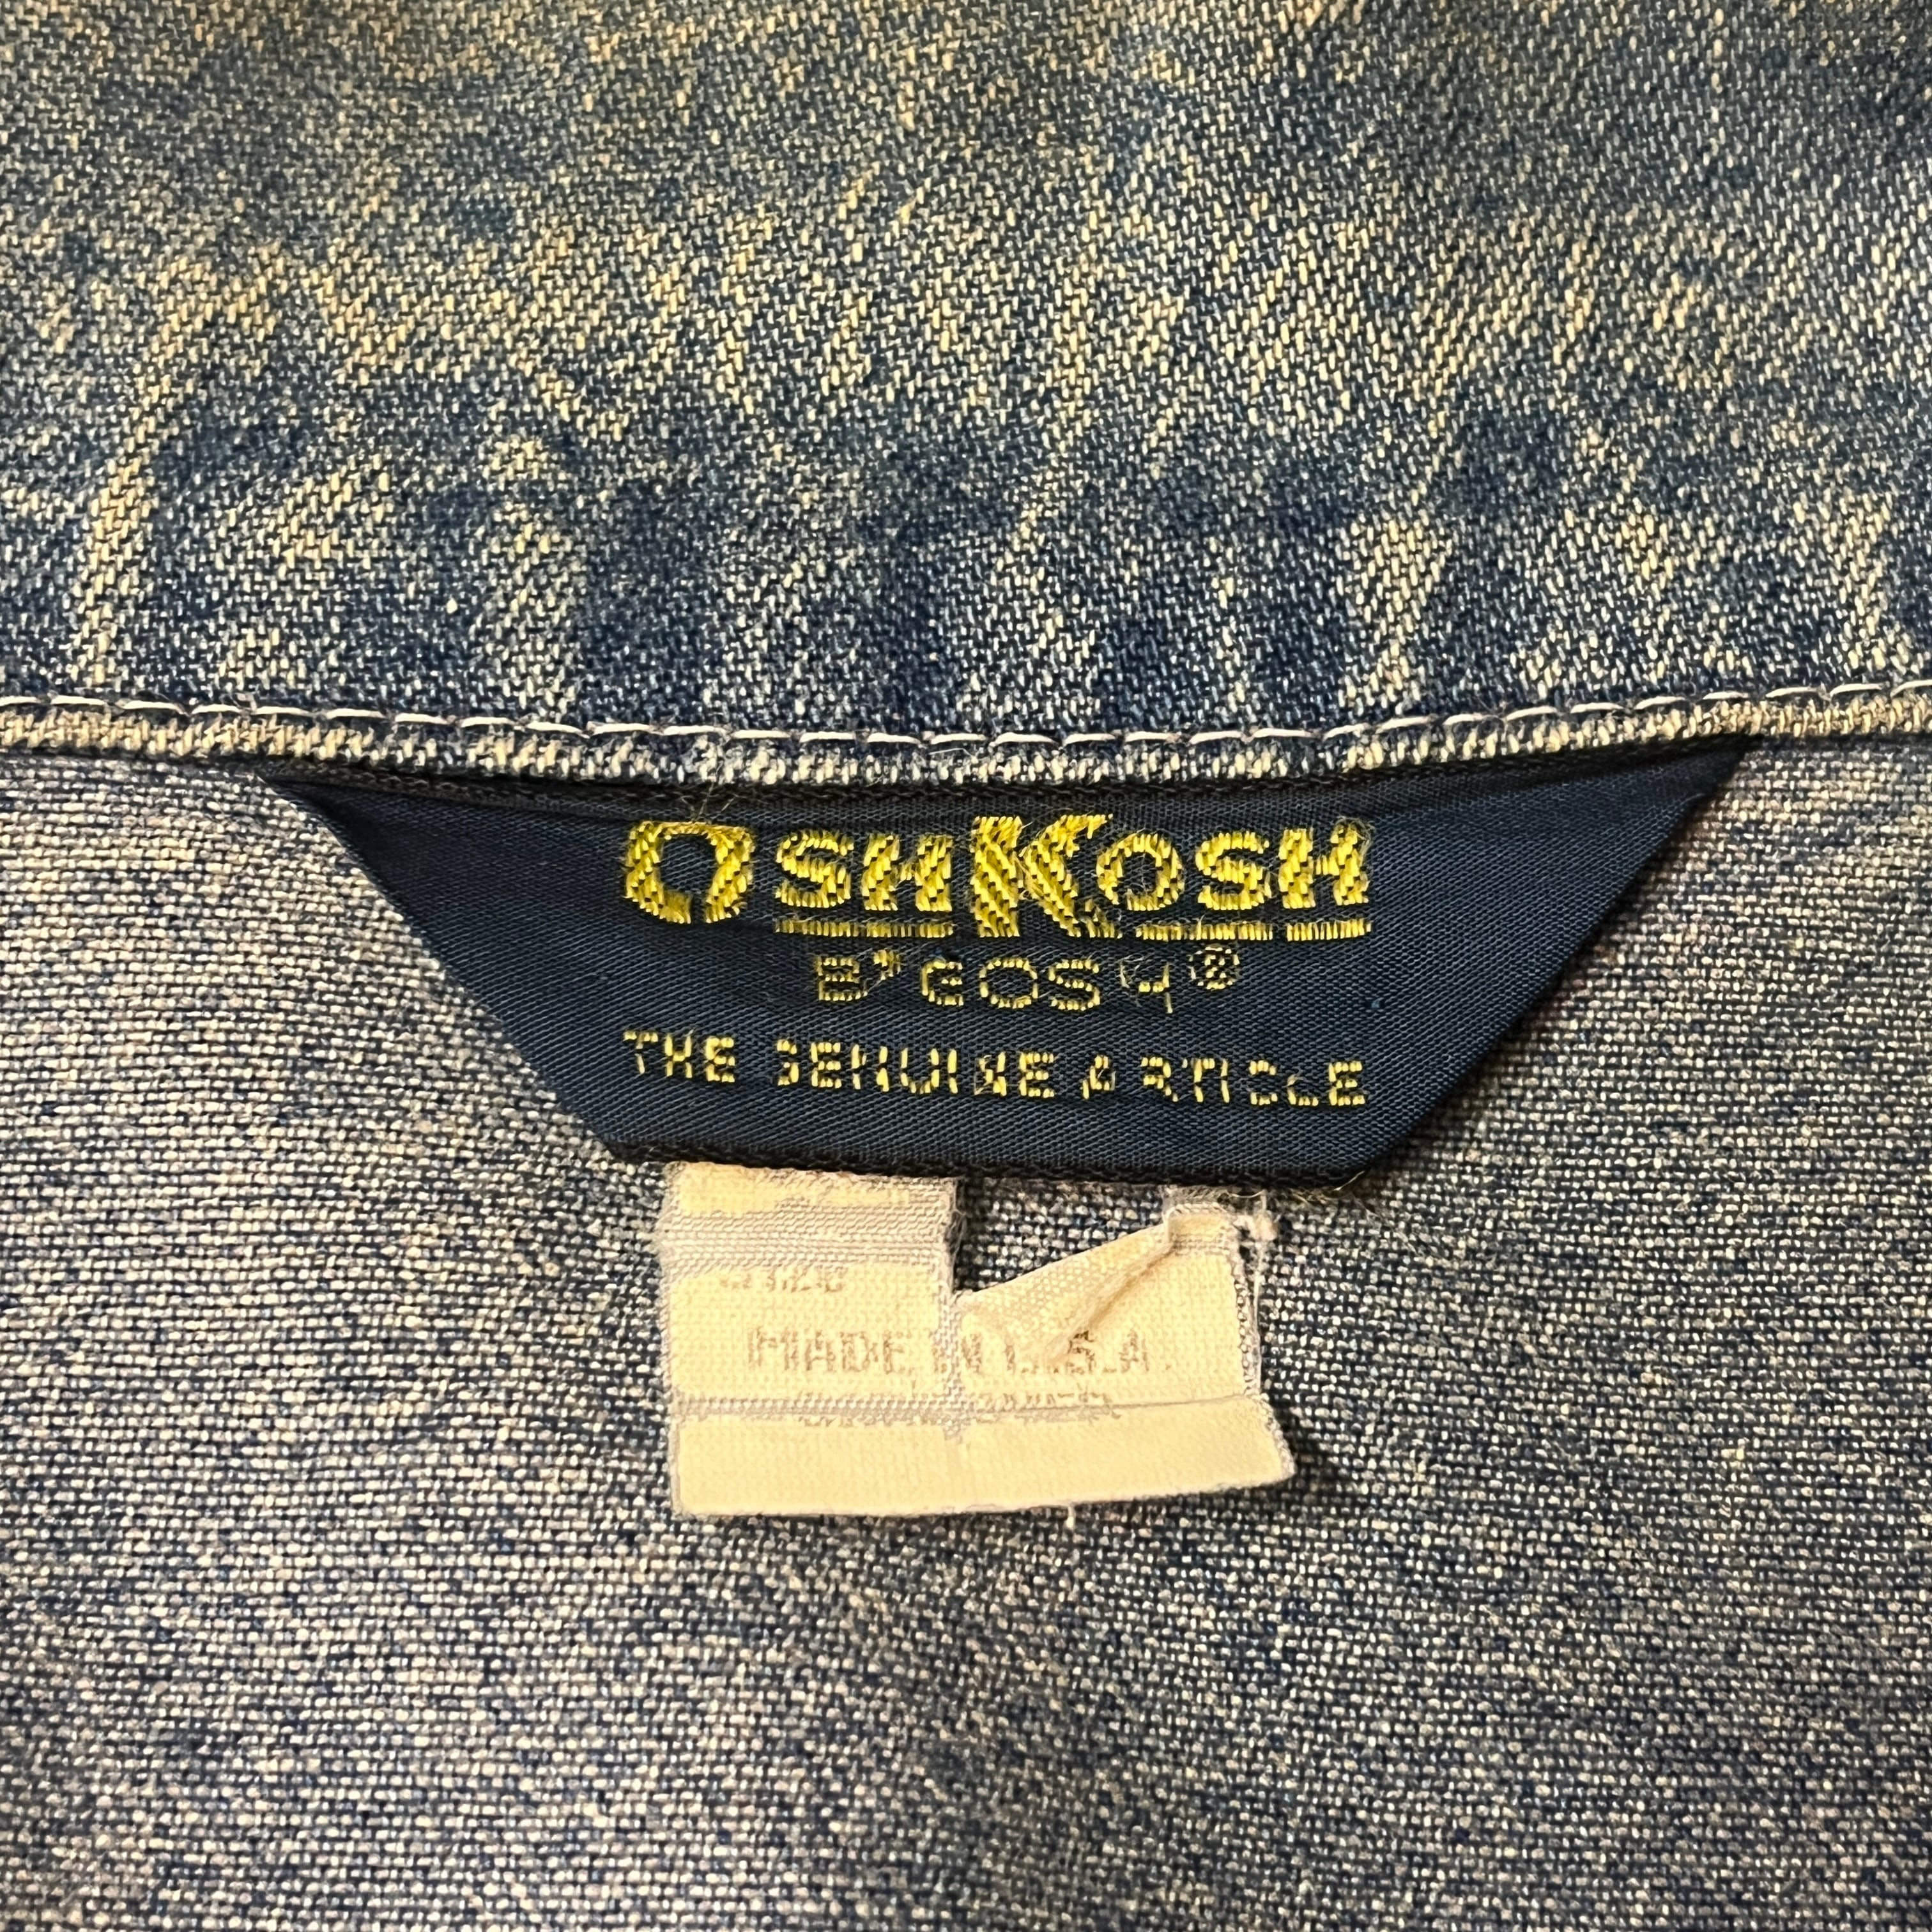 OSHKOSH
B'GOSH®
THE GENUINE ARTICLE
MADE IN U.S.A.